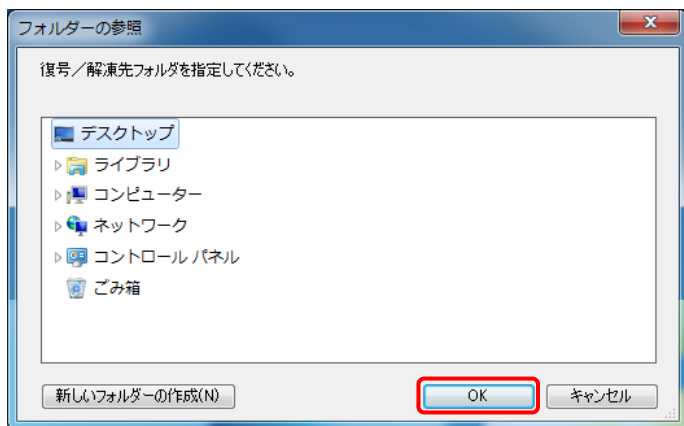 フォルダーの参照
復号／解凍先フォルダを指定してください。
デスクトップ
ライブラリ
コンピューター
ネットワーク
コントロール パネル
ごみ箱
新しいフォルダーの作成(N)
OK
キャンセル